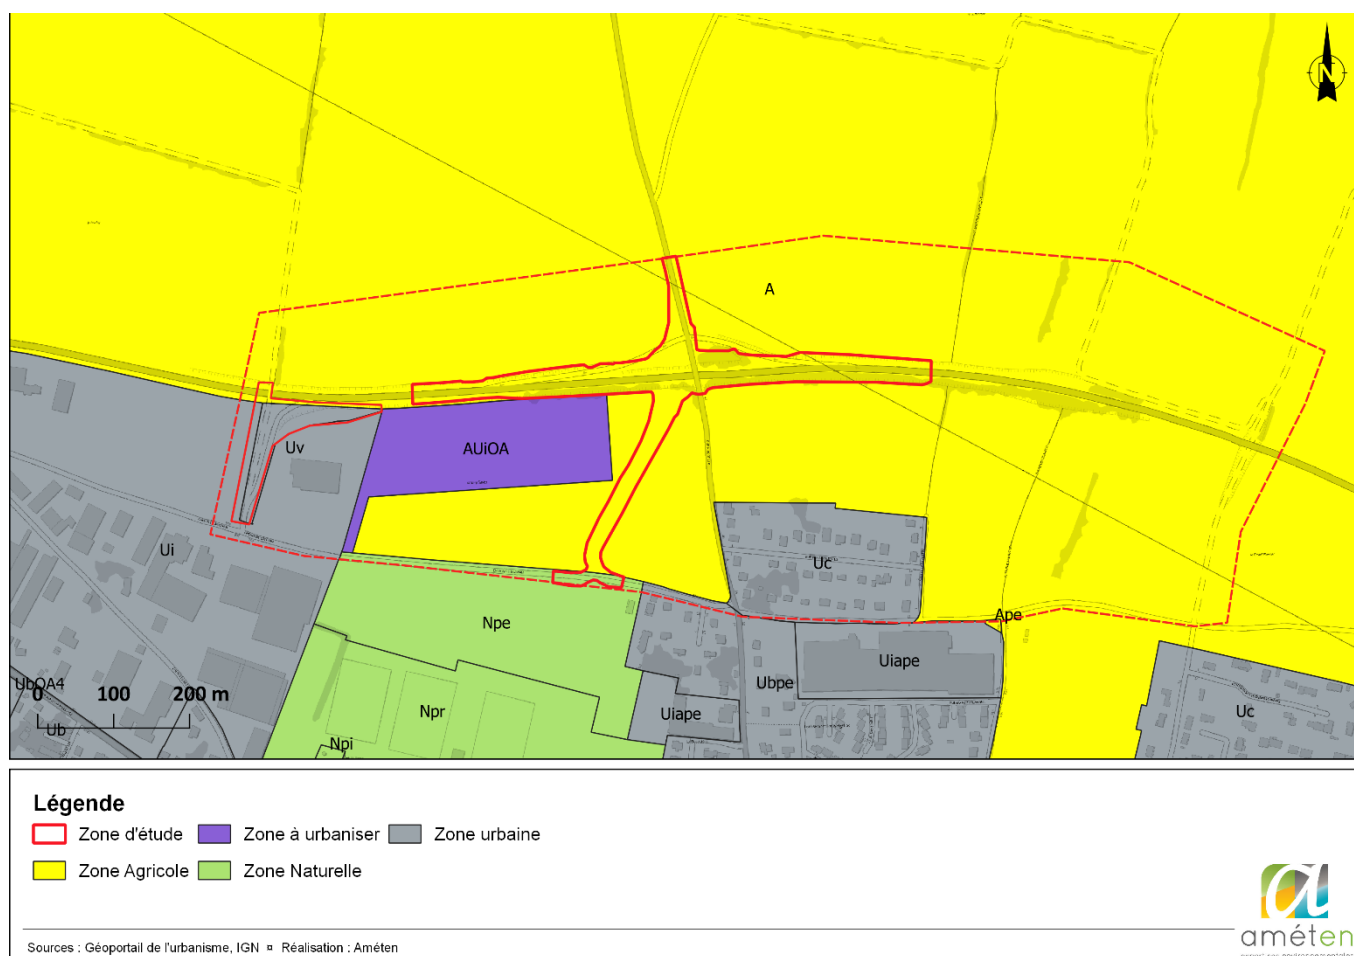 N
A
Uv
AUiOA
Ui
Uc
Npe
Ape
UbOA4
0 100 200 m
Uiape
Ubpe
Npr
Uiape
Uc
Ub
Npi
Légende
Zone d'étude Zone à urbaniser Zone urbaine
Zone Agricole Zone Naturelle
améten
Sources : Géoportail de l'urbanisme, IGN ¤ Réalisation : Améten